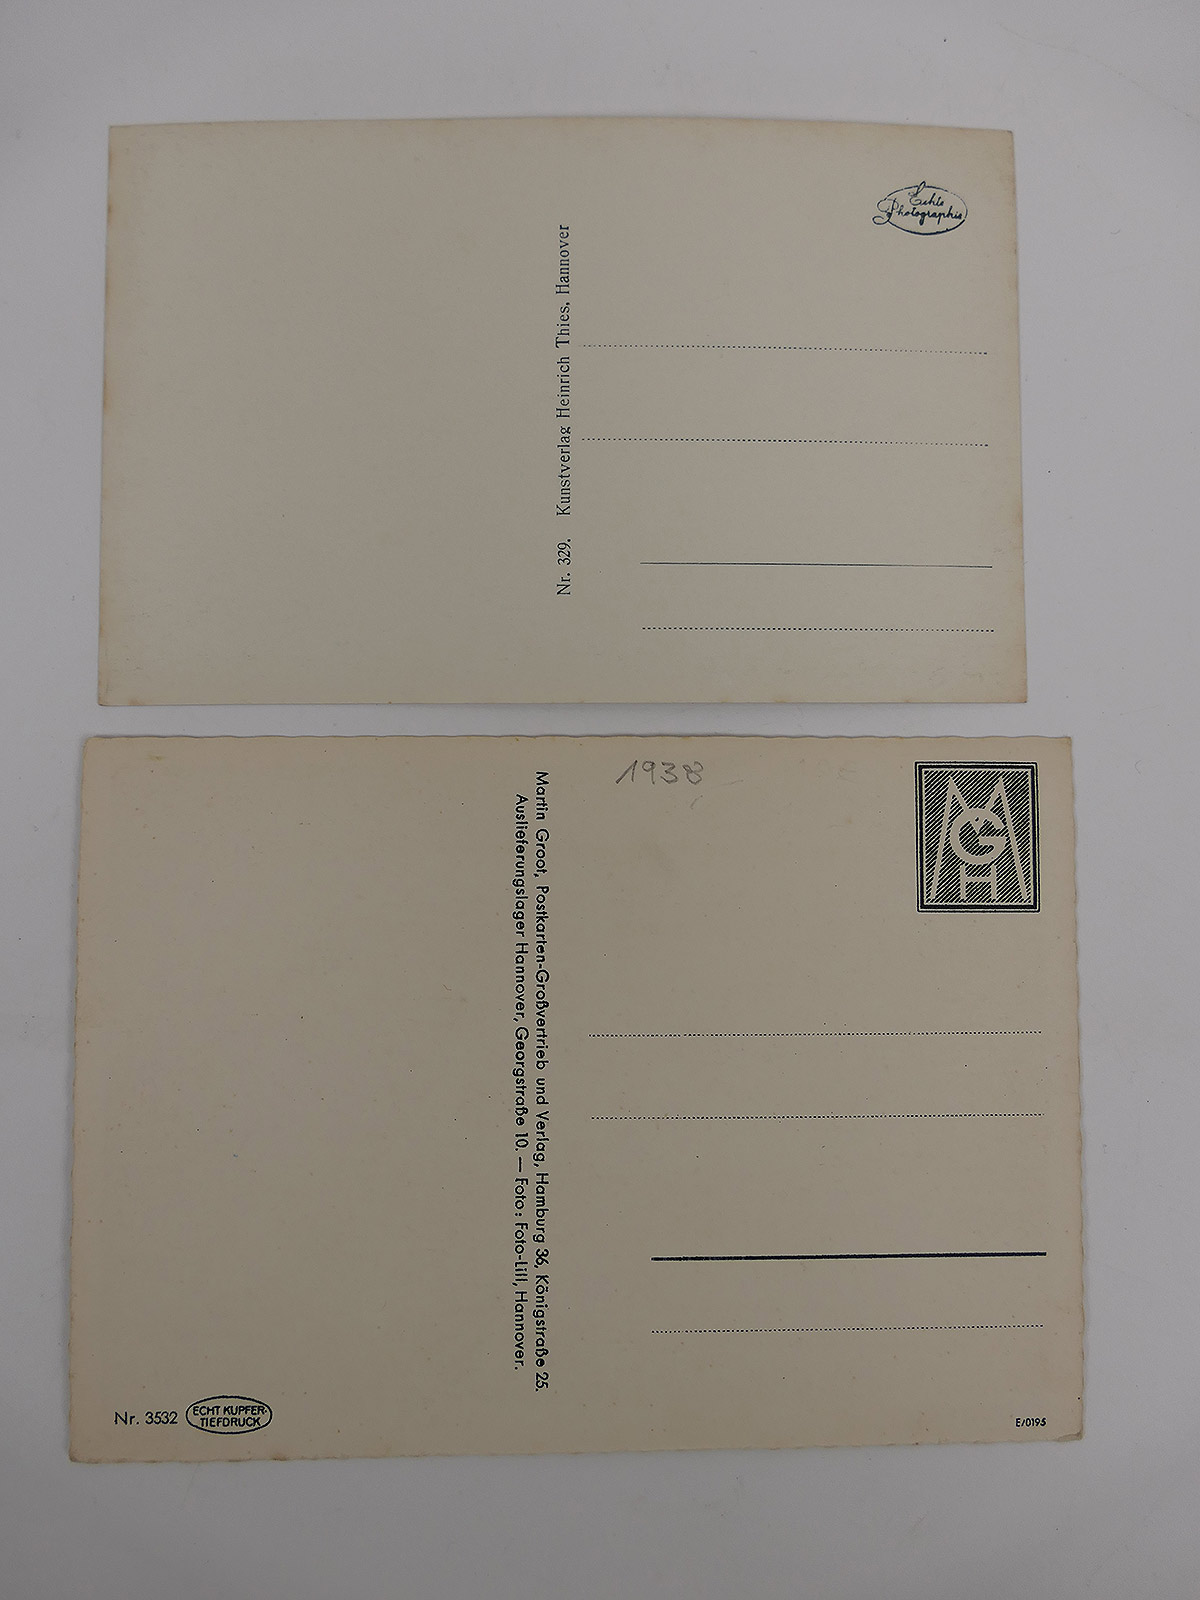 Echte
Photographie
Nr. 329. Kunstverlag Heinrich Thies, Hannover
1938
MGH
Martin Groot, Postkarten-Großvertrieb und Verlag, Hamburg 36, Königstraße 25.
Auslieferungslager Hannover, Georgstraße 10. — Foto: Foto-Lill, Hannover.
Nr. 3532
ECHT KUPFER-
TIEFDRUCK
E/0195